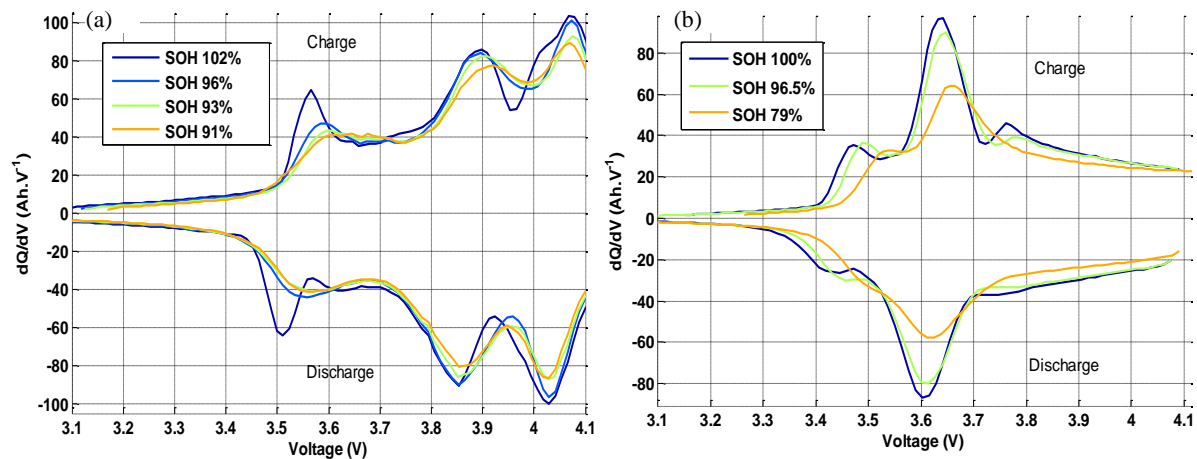 (a)
Charge
SOH 102%
SOH 96%
SOH 93%
SOH 91%
Discharge
100
80
60
40
20
0
-20
-40
-60
-80
-100
dQ/dV (Ah.V⁻¹)
3.1 3.2 3.3 3.4 3.5 3.6 3.7 3.8 3.9 4 4.1
Voltage (V)
(b)
Charge
SOH 100%
SOH 96.5%
SOH 79%
Discharge
80
60
40
20
0
-20
-40
-60
-80
dQ/dV (Ah.V⁻¹)
3.1 3.2 3.3 3.4 3.5 3.6 3.7 3.8 3.9 4 4.1
Voltage (V)